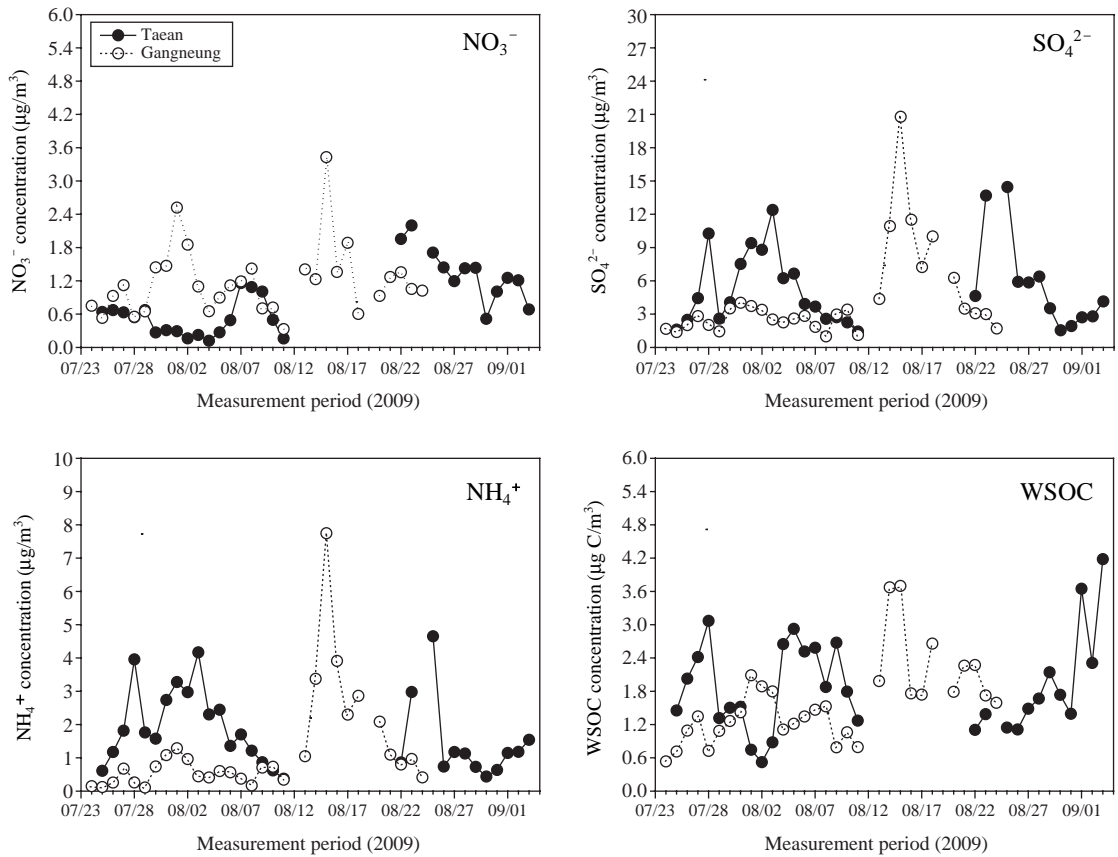 6.0
5.4
4.8
4.2
3.6
3.0
2.4
1.8
1.2
0.6
0.0
NO₃⁻ concentration (μg/m³)
Taean
Gangneung
NO₃⁻
07/23 07/28 08/02 08/07 08/12 08/17 08/22 08/27 09/01
Measurement period (2009)
30
27
24
21
18
15
12
9
6
3
0
SO₄²⁻ concentration (μg/m³)
SO₄²⁻
07/23 07/28 08/02 08/07 08/12 08/17 08/22 08/27 09/01
Measurement period (2009)
10
9
8
7
6
5
4
3
2
1
0
NH₄⁺ concentration (μg/m³)
NH₄⁺
07/23 07/28 08/02 08/07 08/12 08/17 08/22 08/27 09/01
Measurement period (2009)
6.0
5.4
4.8
4.2
3.6
3.0
2.4
1.8
1.2
0.6
0.0
WSOC concentration (μg C/m³)
WSOC
07/23 07/28 08/02 08/07 08/12 08/17 08/22 08/27 09/01
Measurement period (2009)